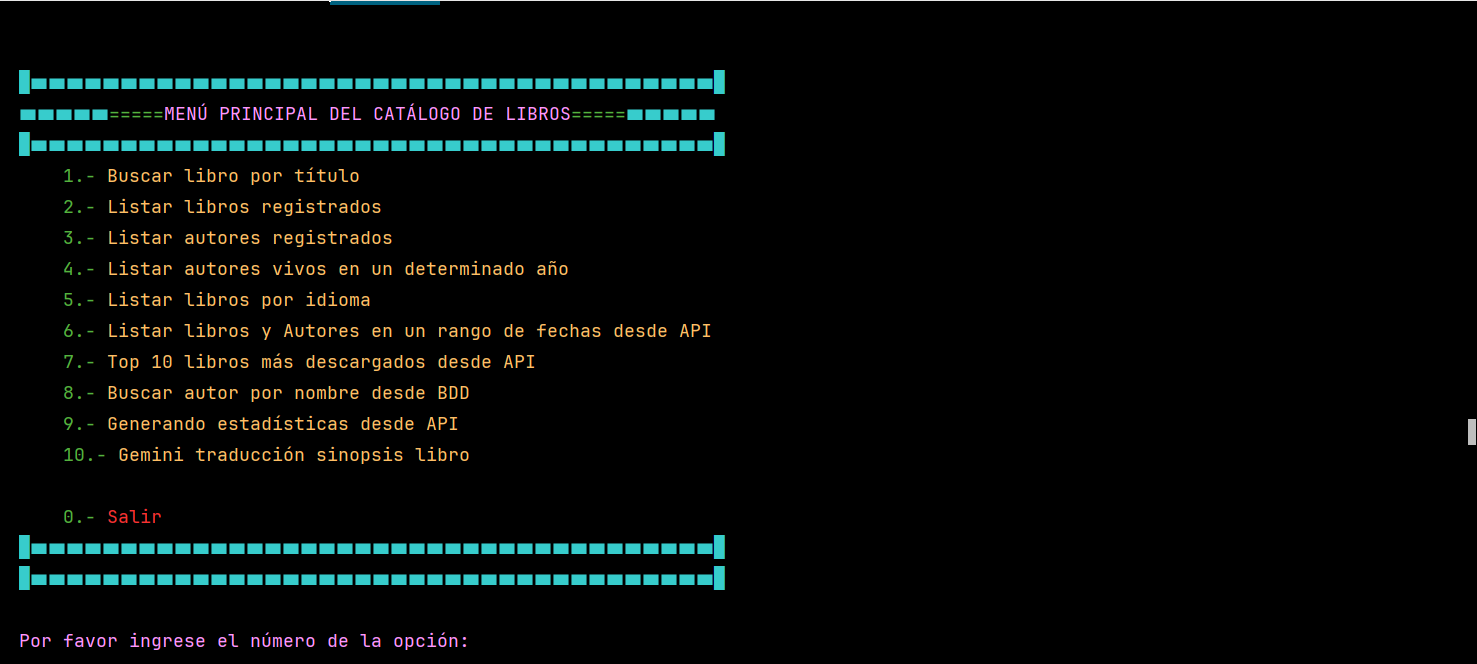 =====MENÚ PRINCIPAL DEL CATÁLOGO DE LIBROS=====
1.- Buscar libro por título
2.- Listar libros registrados
3.- Listar autores registrados
4.- Listar autores vivos en un determinado año
5.- Listar libros por idioma
6.- Listar libros y Autores en un rango de fechas desde API
7.- Top 10 libros más descargados desde API
8.- Buscar autor por nombre desde BDD
9.- Generando estadísticas desde API
10.- Gemini traducción sinopsis libro
0.- Salir
Por favor ingrese el número de la opción: